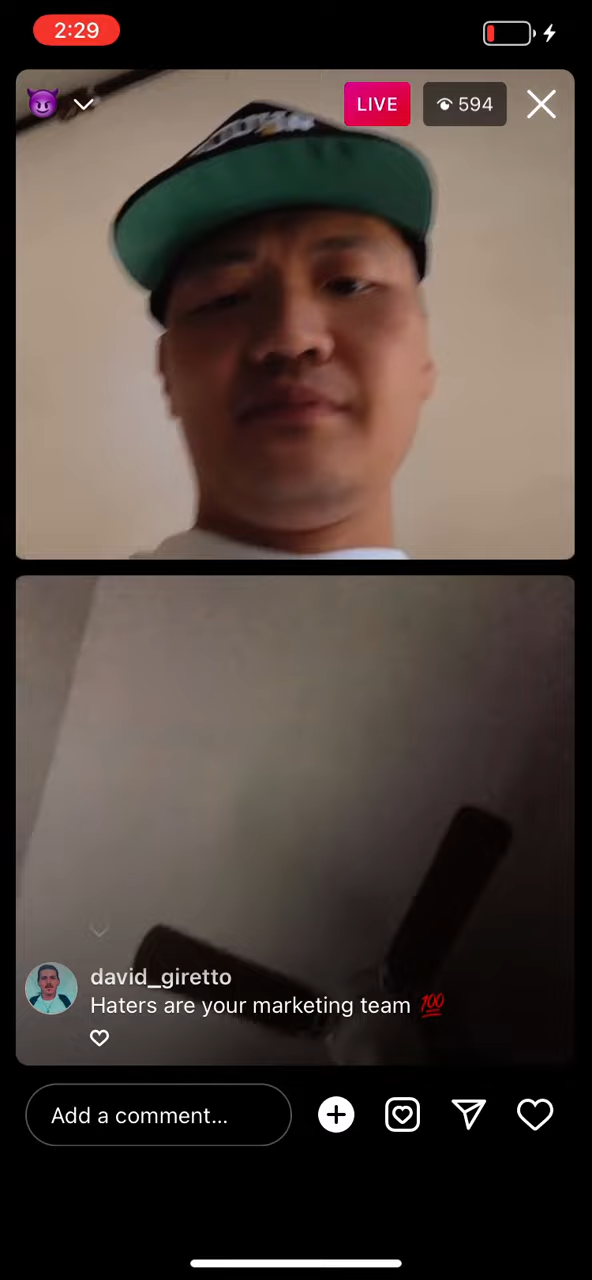 2:29
LIVE
594
david_giretto
Haters are your marketing team 💯
Add a comment...